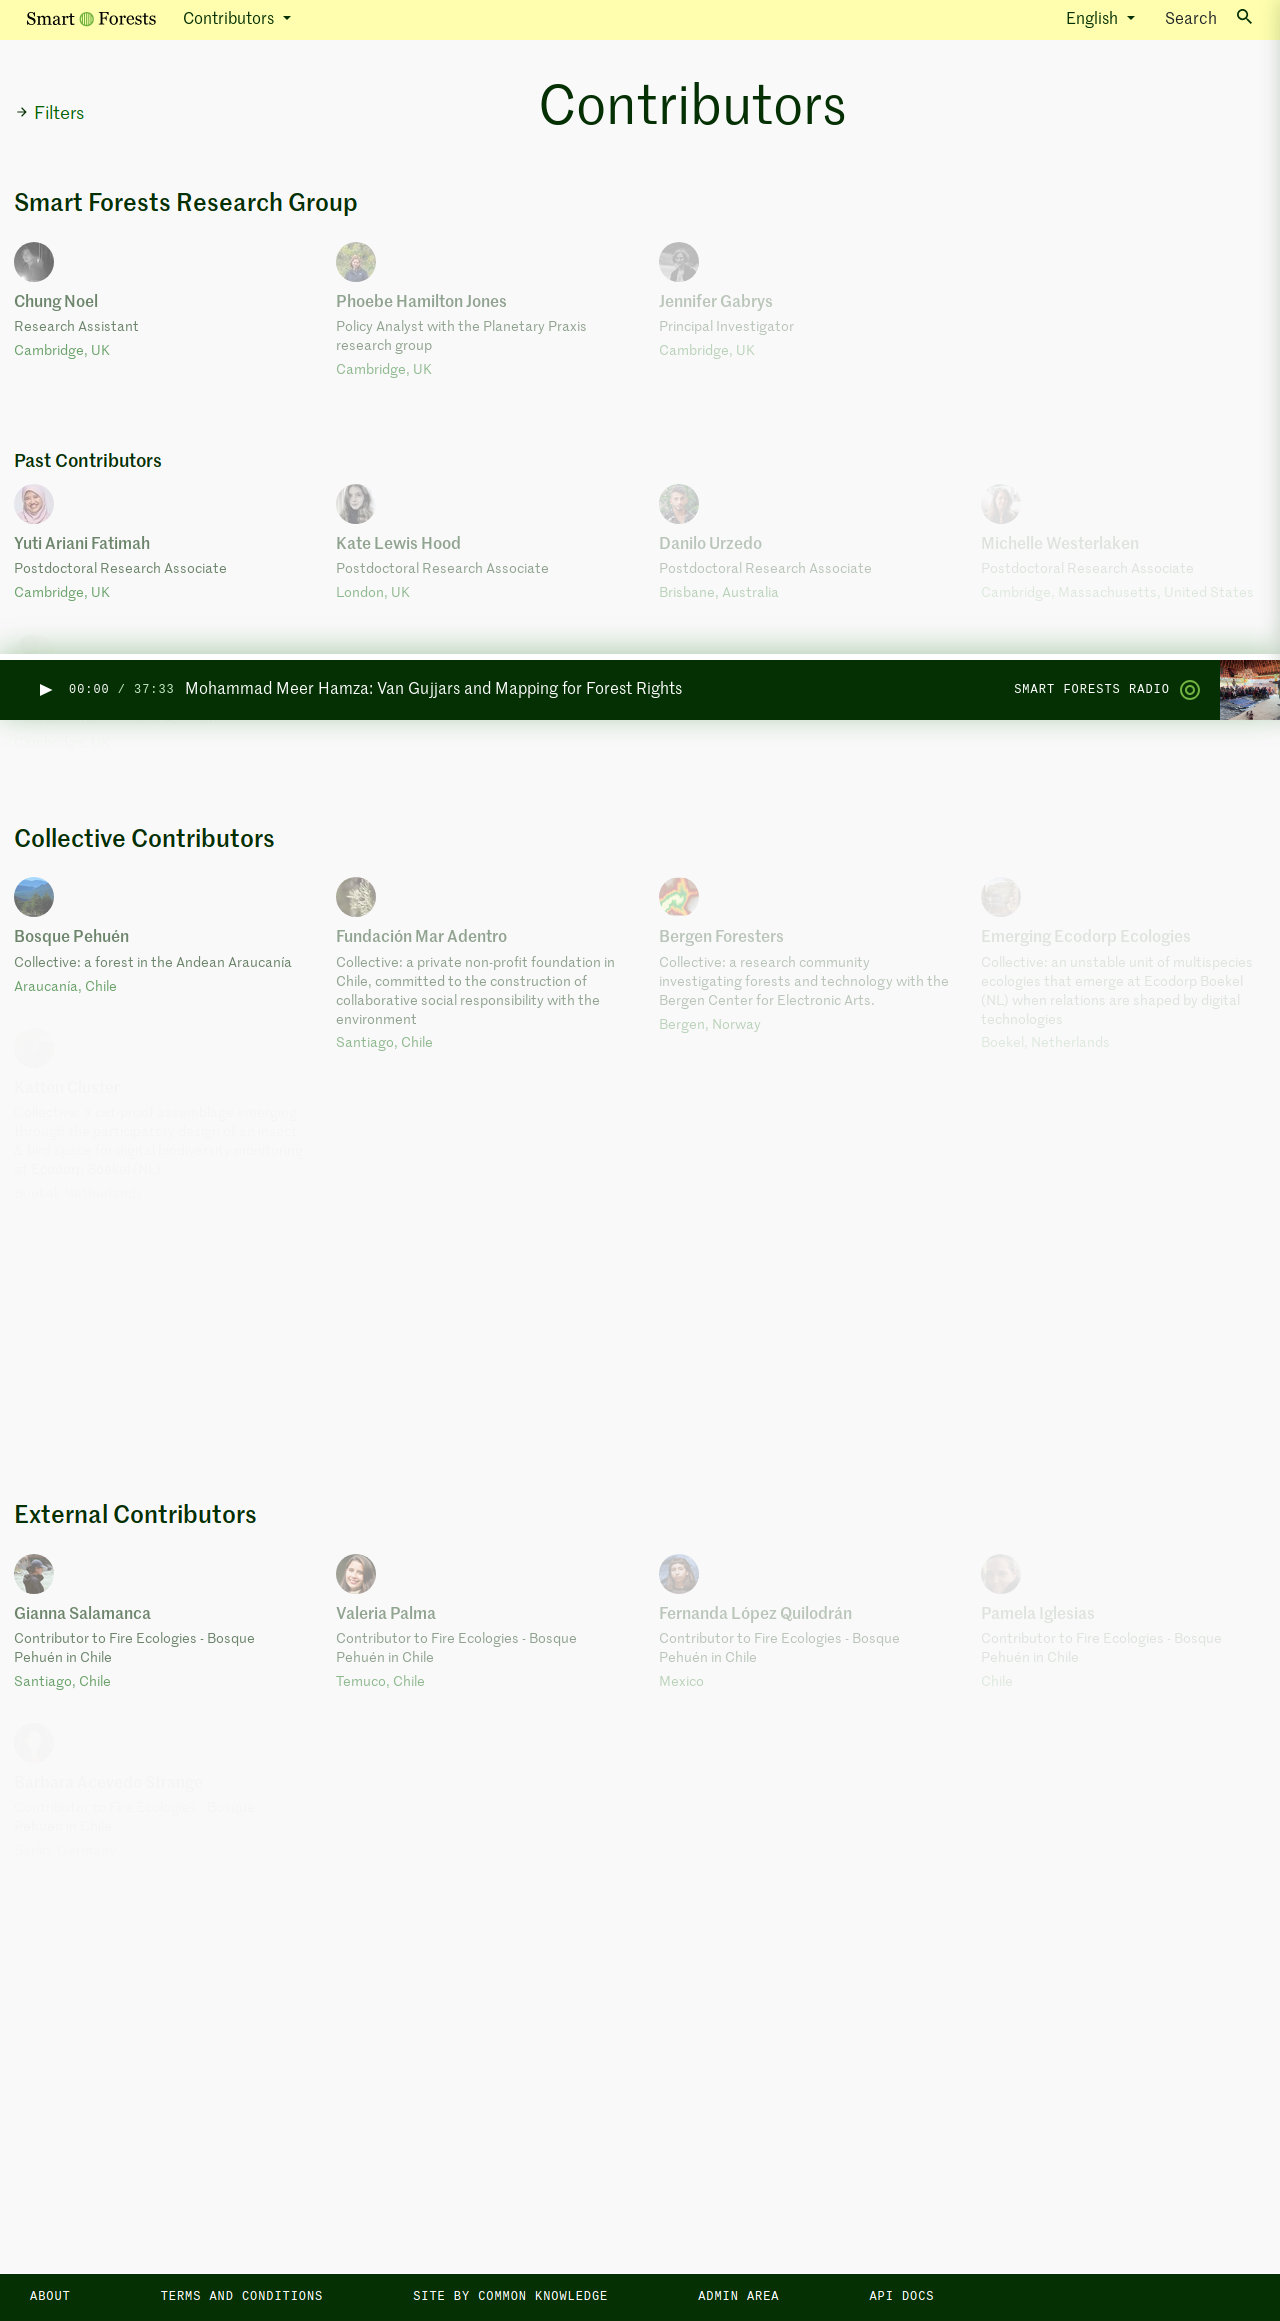 Smart Forests
Contributors
English
Search
Filters
Contributors
Smart Forests Research Group
Chung Noel
Research Assistant
Cambridge, UK
Phoebe Hamilton Jones
Policy Analyst with the Planetary Praxis
research group
Cambridge, UK
Jennifer Gabrys
Principal Investigator
Cambridge, UK
Past Contributors
Yuti Ariani Fatimah
Postdoctoral Research Associate
Cambridge, UK
Kate Lewis Hood
Postdoctoral Research Associate
London, UK
Danilo Urzedo
Postdoctoral Research Associate
Brisbane, Australia
Michelle Westerlaken
Postdoctoral Research Associate
Cambridge, Massachusetts, United States
00:00 / 37:33
Mohammad Meer Hamza: Van Gujjars and Mapping for Forest Rights
SMART FORESTS RADIO
Collective Contributors
Bosque Pehuén
Collective: a forest in the Andean Araucanía
Araucanía, Chile
Fundación Mar Adentro
Collective: a private non-profit foundation in
Chile, committed to the construction of
collaborative social responsibility with the
environment
Santiago, Chile
Bergen Foresters
Collective: a research community
investigating forests and technology with the
Bergen Center for Electronic Arts.
Bergen, Norway
Emerging Ecodorp Ecologies
Collective: an unstable unit of multispecies
ecologies that emerge at Ecodorp Boekel
(NL) when relations are shaped by digital
technologies
Boekel, Netherlands
External Contributors
Gianna Salamanca
Contributor to Fire Ecologies - Bosque
Pehuén in Chile
Santiago, Chile
Valeria Palma
Contributor to Fire Ecologies - Bosque
Pehuén in Chile
Temuco, Chile
Fernanda López Quilodrán
Contributor to Fire Ecologies - Bosque
Pehuén in Chile
Mexico
Pamela Iglesias
Contributor to Fire Ecologies - Bosque
Pehuén in Chile
Chile
Contributor to Fire Ecologies - Bosque
Pehuén in Chile
ABOUT
TERMS AND CONDITIONS
SITE BY COMMON KNOWLEDGE
ADMIN AREA
API DOCS